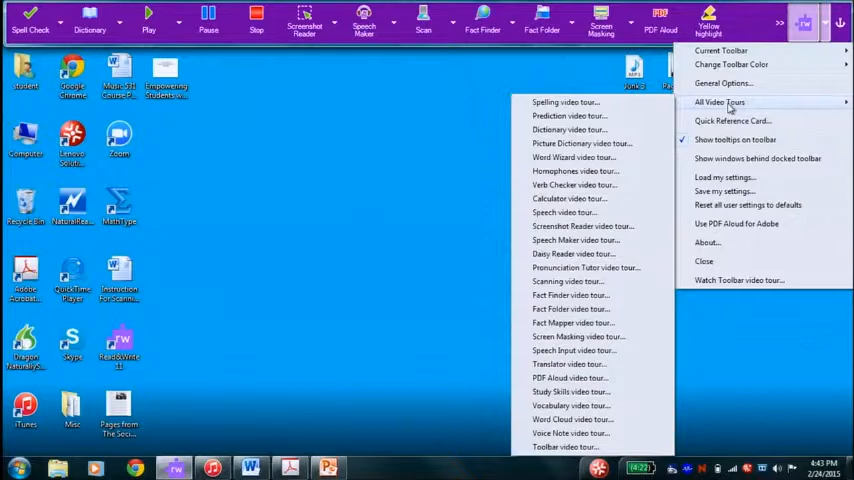 Spell Check
Dictionary
Play
Pause
Stop
Screenshot
Reader
Speech
Maker
Scan
Fact Finder
Fact Folder
Screen
Masking
PDF
PDF Aloud
Yellow
highlight
>>
rw
student
Google
Chrome
Music 531
Course P...
Empowering
Students w...
Junk 3
Computer
Lenovo
Soluti...
Zoom
Recycle Bin
NaturalRea...
MathType
Adobe
Acrobat...
QuickTime
Player
Instruction
For Scanni...
Dragon
NaturallyS...
Skype
rw
Read&Write
11
iTunes
Misc
Pages from
The Soci...
Spelling video tour...
Prediction video tour...
Dictionary video tour...
Picture Dictionary video tour...
Word Wizard video tour...
Homophones video tour...
Verb Checker video tour...
Calculator video tour...
Speech video tour...
Screenshot Reader video tour...
Speech Maker video tour...
Daisy Reader video tour...
Pronunciation Tutor video tour...
Scanning video tour...
Fact Finder video tour...
Fact Folder video tour...
Fact Mapper video tour...
Screen Masking video tour...
Speech Input video tour...
Translator video tour...
PDF Aloud video tour...
Study Skills video tour...
Vocabulary video tour...
Word Cloud video tour...
Voice Note video tour...
Toolbar video tour...
Current Toolbar
Change Toolbar Color
General Options...
All Video Tours
Quick Reference Card...
Show tooltips on toolbar
Show windows behind docked toolbar
Load my settings...
Save my settings...
Reset all user settings to defaults
Use PDF Aloud for Adobe
About...
Close
Watch Toolbar video tour...
(4:22)
4:43 PM
2/24/2015